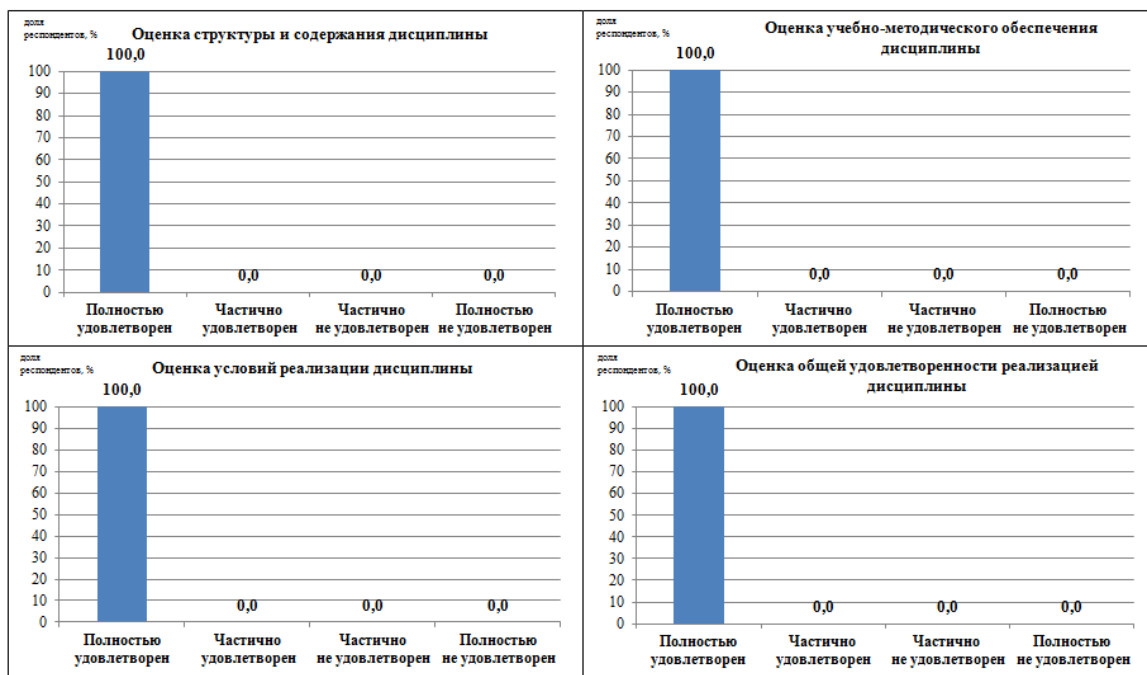 доля
респондентов, %
Оценка структуры и содержания дисциплины
100,0
100
90
80
70
60
50
40
30
20
10
0
0,0 0,0 0,0
Полностью удовлетворен
Частично удовлетворен
Частично не удовлетворен
Полностью не удовлетворен
доля
респондентов, %
Оценка учебно-методического обеспечения
дисциплины
100,0
100
90
80
70
60
50
40
30
20
10
0
0,0 0,0 0,0
Полностью удовлетворен
Частично удовлетворен
Частично не удовлетворен
Полностью не удовлетворен
доля
респондентов, %
Оценка условий реализации дисциплины
100,0
100
90
80
70
60
50
40
30
20
10
0
0,0 0,0 0,0
Полностью удовлетворен
Частично удовлетворен
Частично не удовлетворен
Полностью не удовлетворен
доля
респондентов, %
Оценка общей удовлетворенности реализацией
дисциплины
100,0
100
90
80
70
60
50
40
30
20
10
0
0,0 0,0 0,0
Полностью удовлетворен
Частично удовлетворен
Частично не удовлетворен
Полностью не удовлетворен